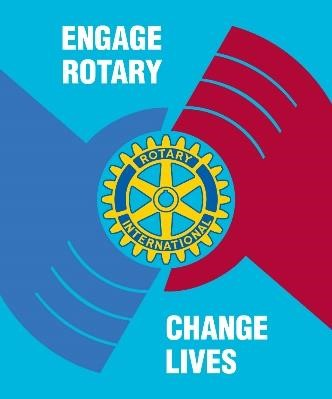 ENGAGE
ROTARY
ROTARY
INTERNATIONAL
CHANGE
LIVES